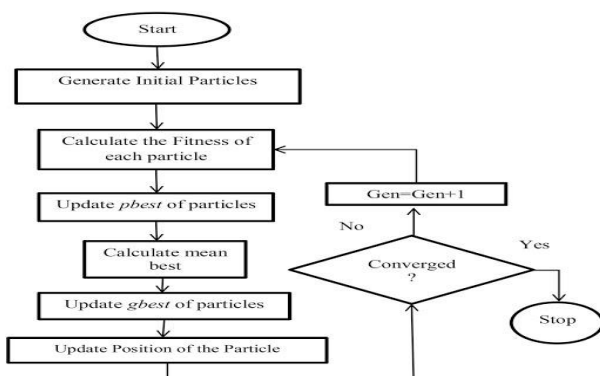 Start
Generate Initial Particles
Calculate the Fitness of
each particle
Update pbest of particles
Calculate mean
best
Update gbest of particles
Update Position of the Particle
Gen=Gen+1
No
Converged
?
Yes
Stop